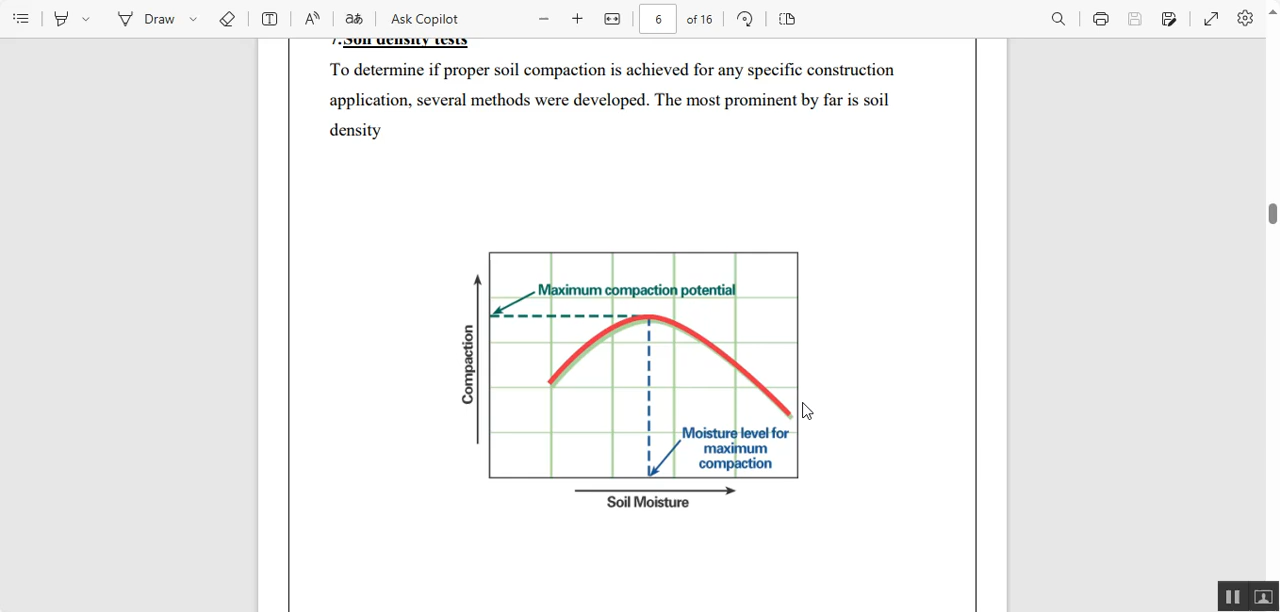 Draw
Ask Copilot
6 of 16
7.Soil density tests
To determine if proper soil compaction is achieved for any specific construction
application, several methods were developed. The most prominent by far is soil
density
Maximum compaction potential
Compaction
Moisture level for
maximum
compaction
Soil Moisture